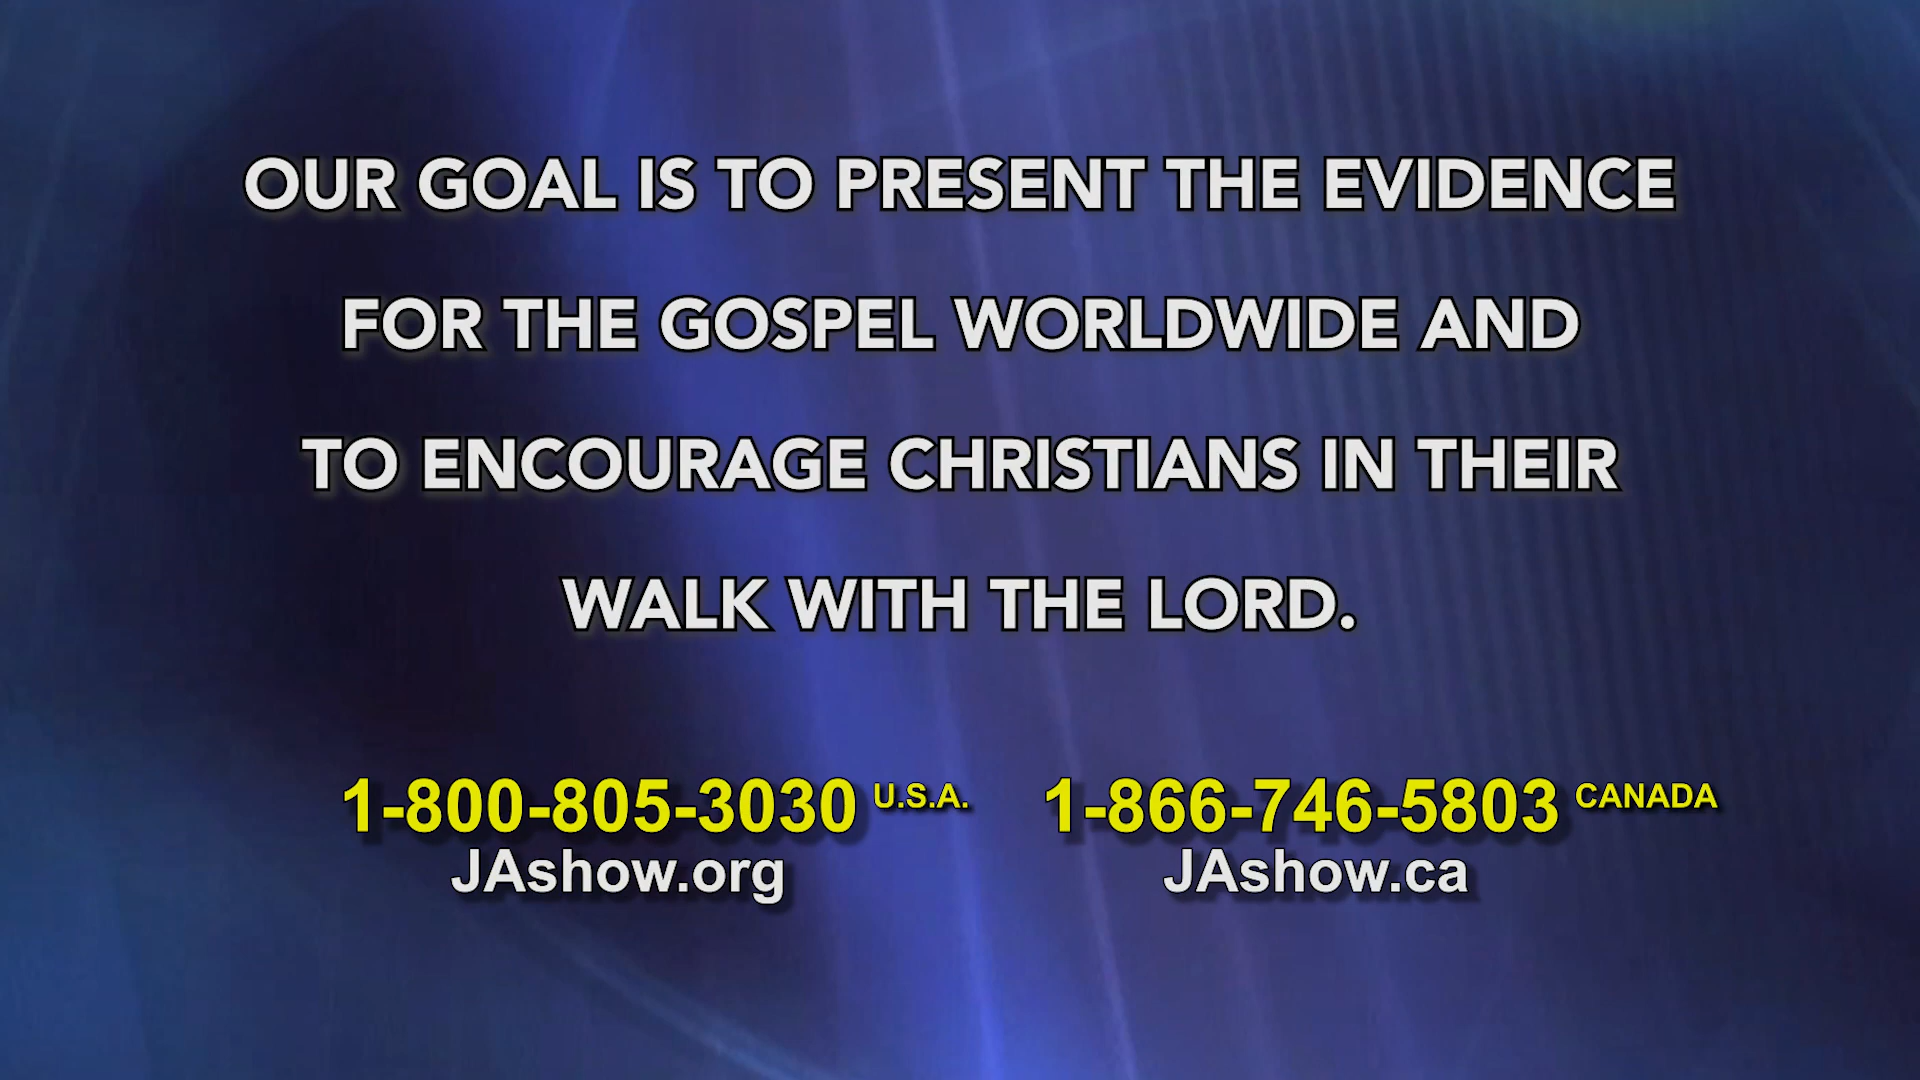 OUR GOAL IS TO PRESENT THE EVIDENCE
FOR THE GOSPEL WORLDWIDE AND
TO ENCOURAGE CHRISTIANS IN THEIR
WALK WITH THE LORD.
1-800-805-3030 U.S.A.
JAshow.org
1-866-746-5803 CANADA
JAshow.ca